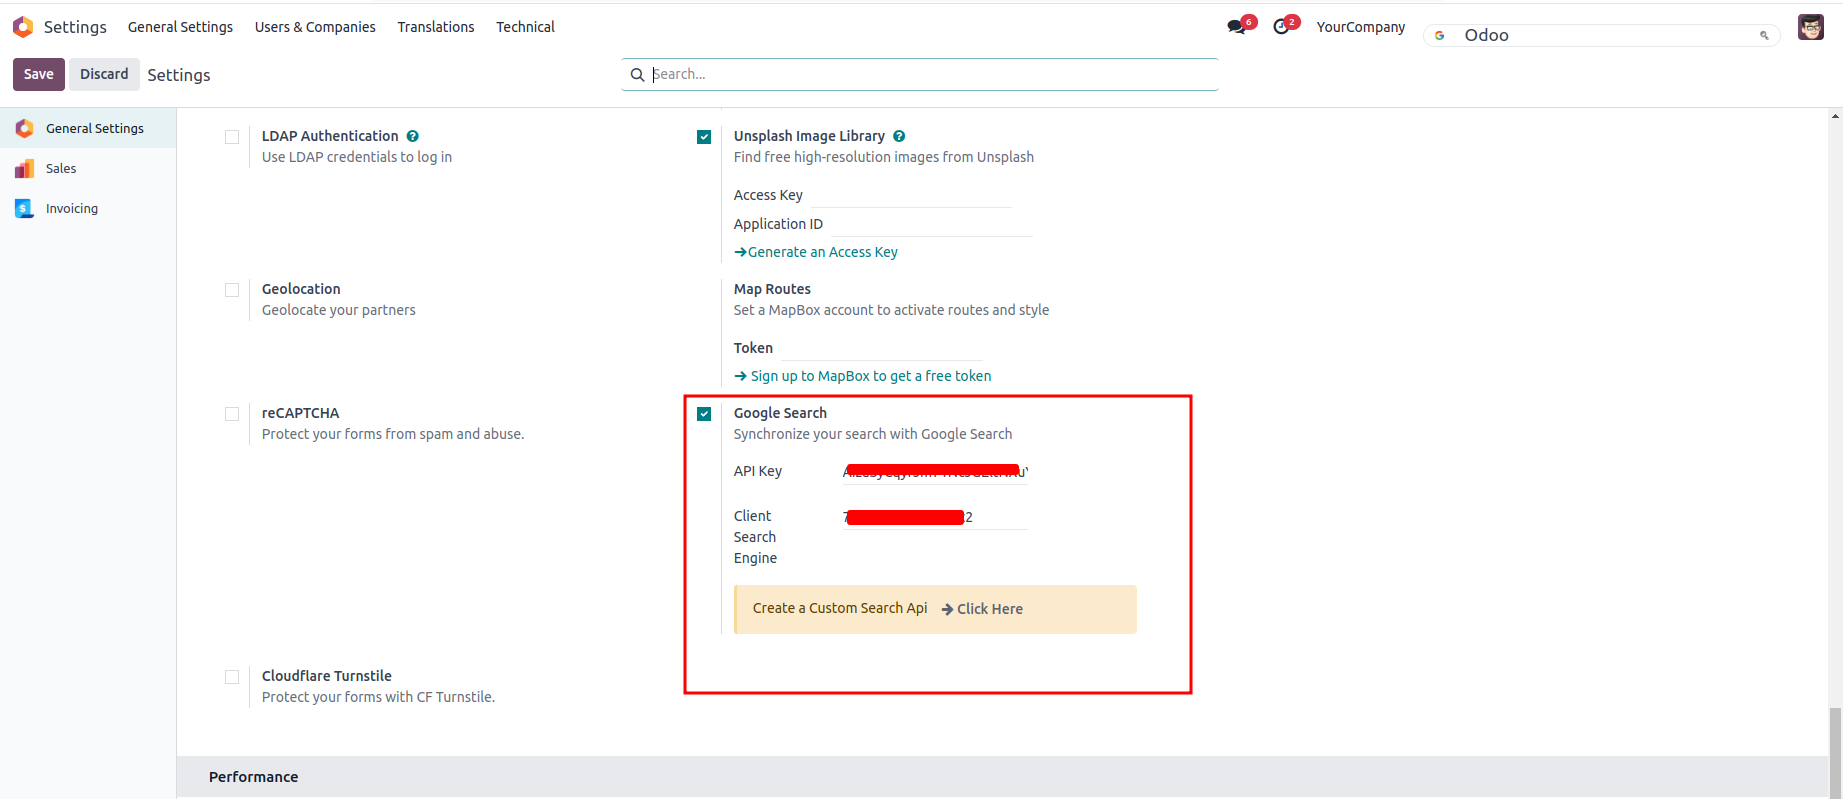 Settings General Settings Users & Companies Translations Technical 6 2 YourCompany Odoo
Save Discard Settings Search...
General Settings
Sales
Invoicing
LDAP Authentication ?
Use LDAP credentials to log in
Unsplash Image Library ?
Find free high-resolution images from Unsplash
Access Key
Application ID
→Generate an Access Key
Geolocation
Geolocate your partners
Map Routes
Set a MapBox account to activate routes and style
Token
→ Sign up to MapBox to get a free token
reCAPTCHA
Protect your forms from spam and abuse.
Google Search
Synchronize your search with Google Search
API Key
Client
Search
Engine
Create a Custom Search Api → Click Here
Cloudflare Turnstile
Protect your forms with CF Turnstile.
Performance